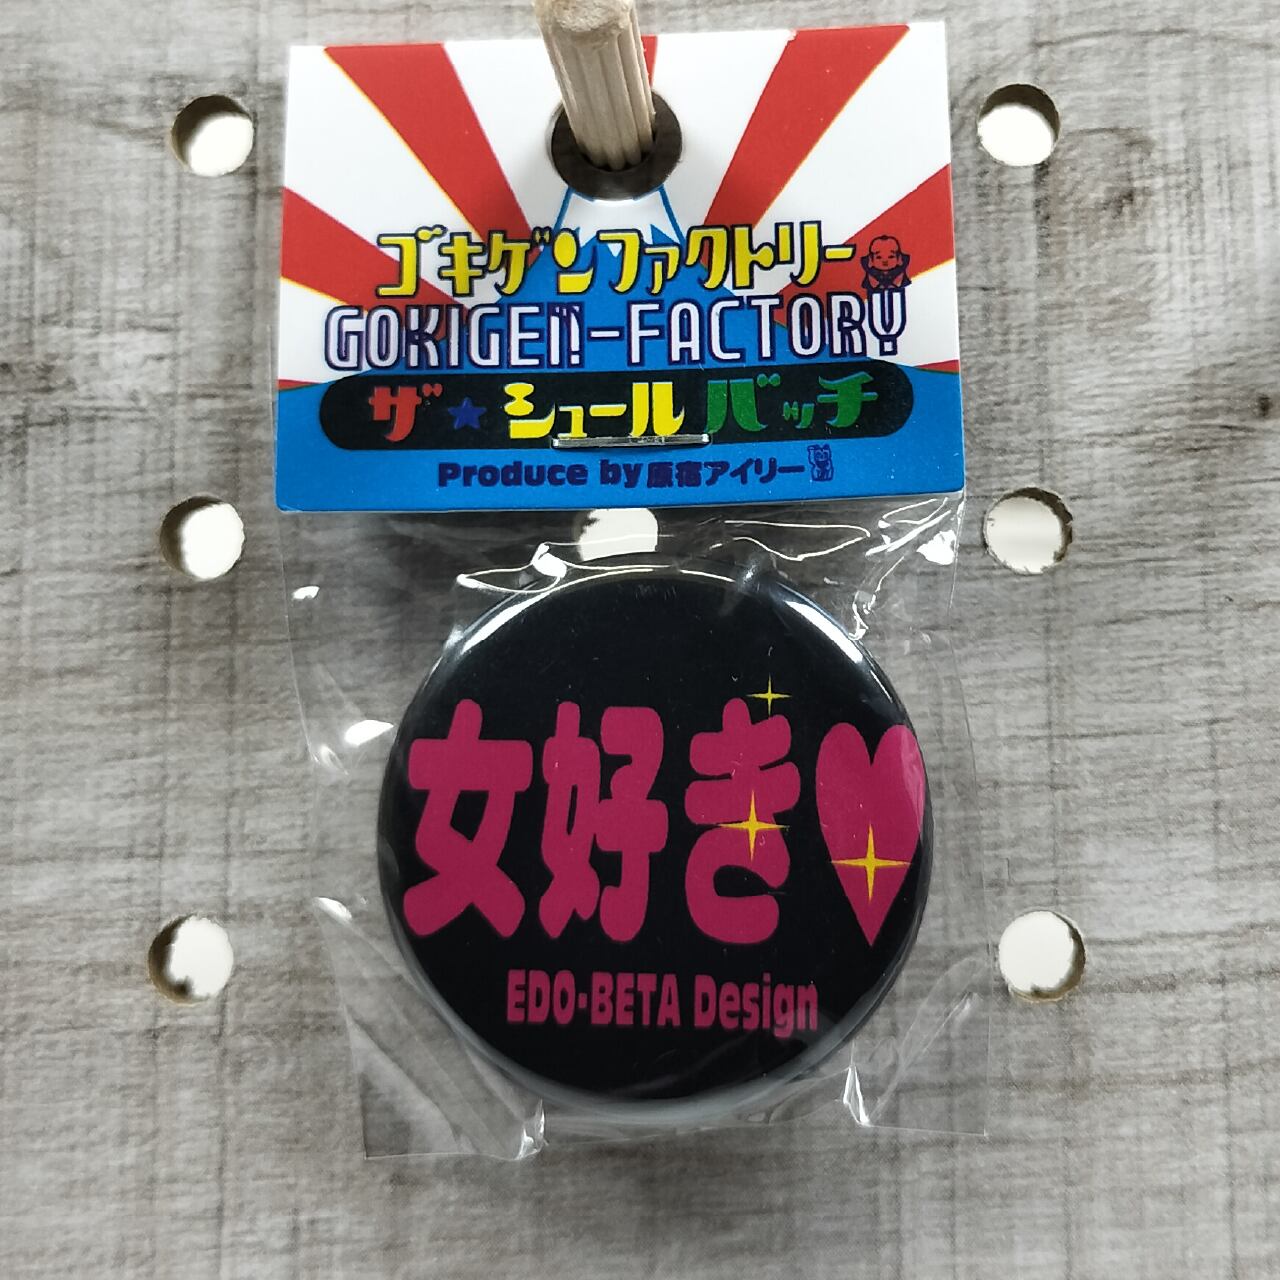 ゴキゲンファクトリー
GOKIGEN-FACTORY
ザ★シュールバッチ
Produce by 原宿アイリー
女好き♥
EDO-BETA Design